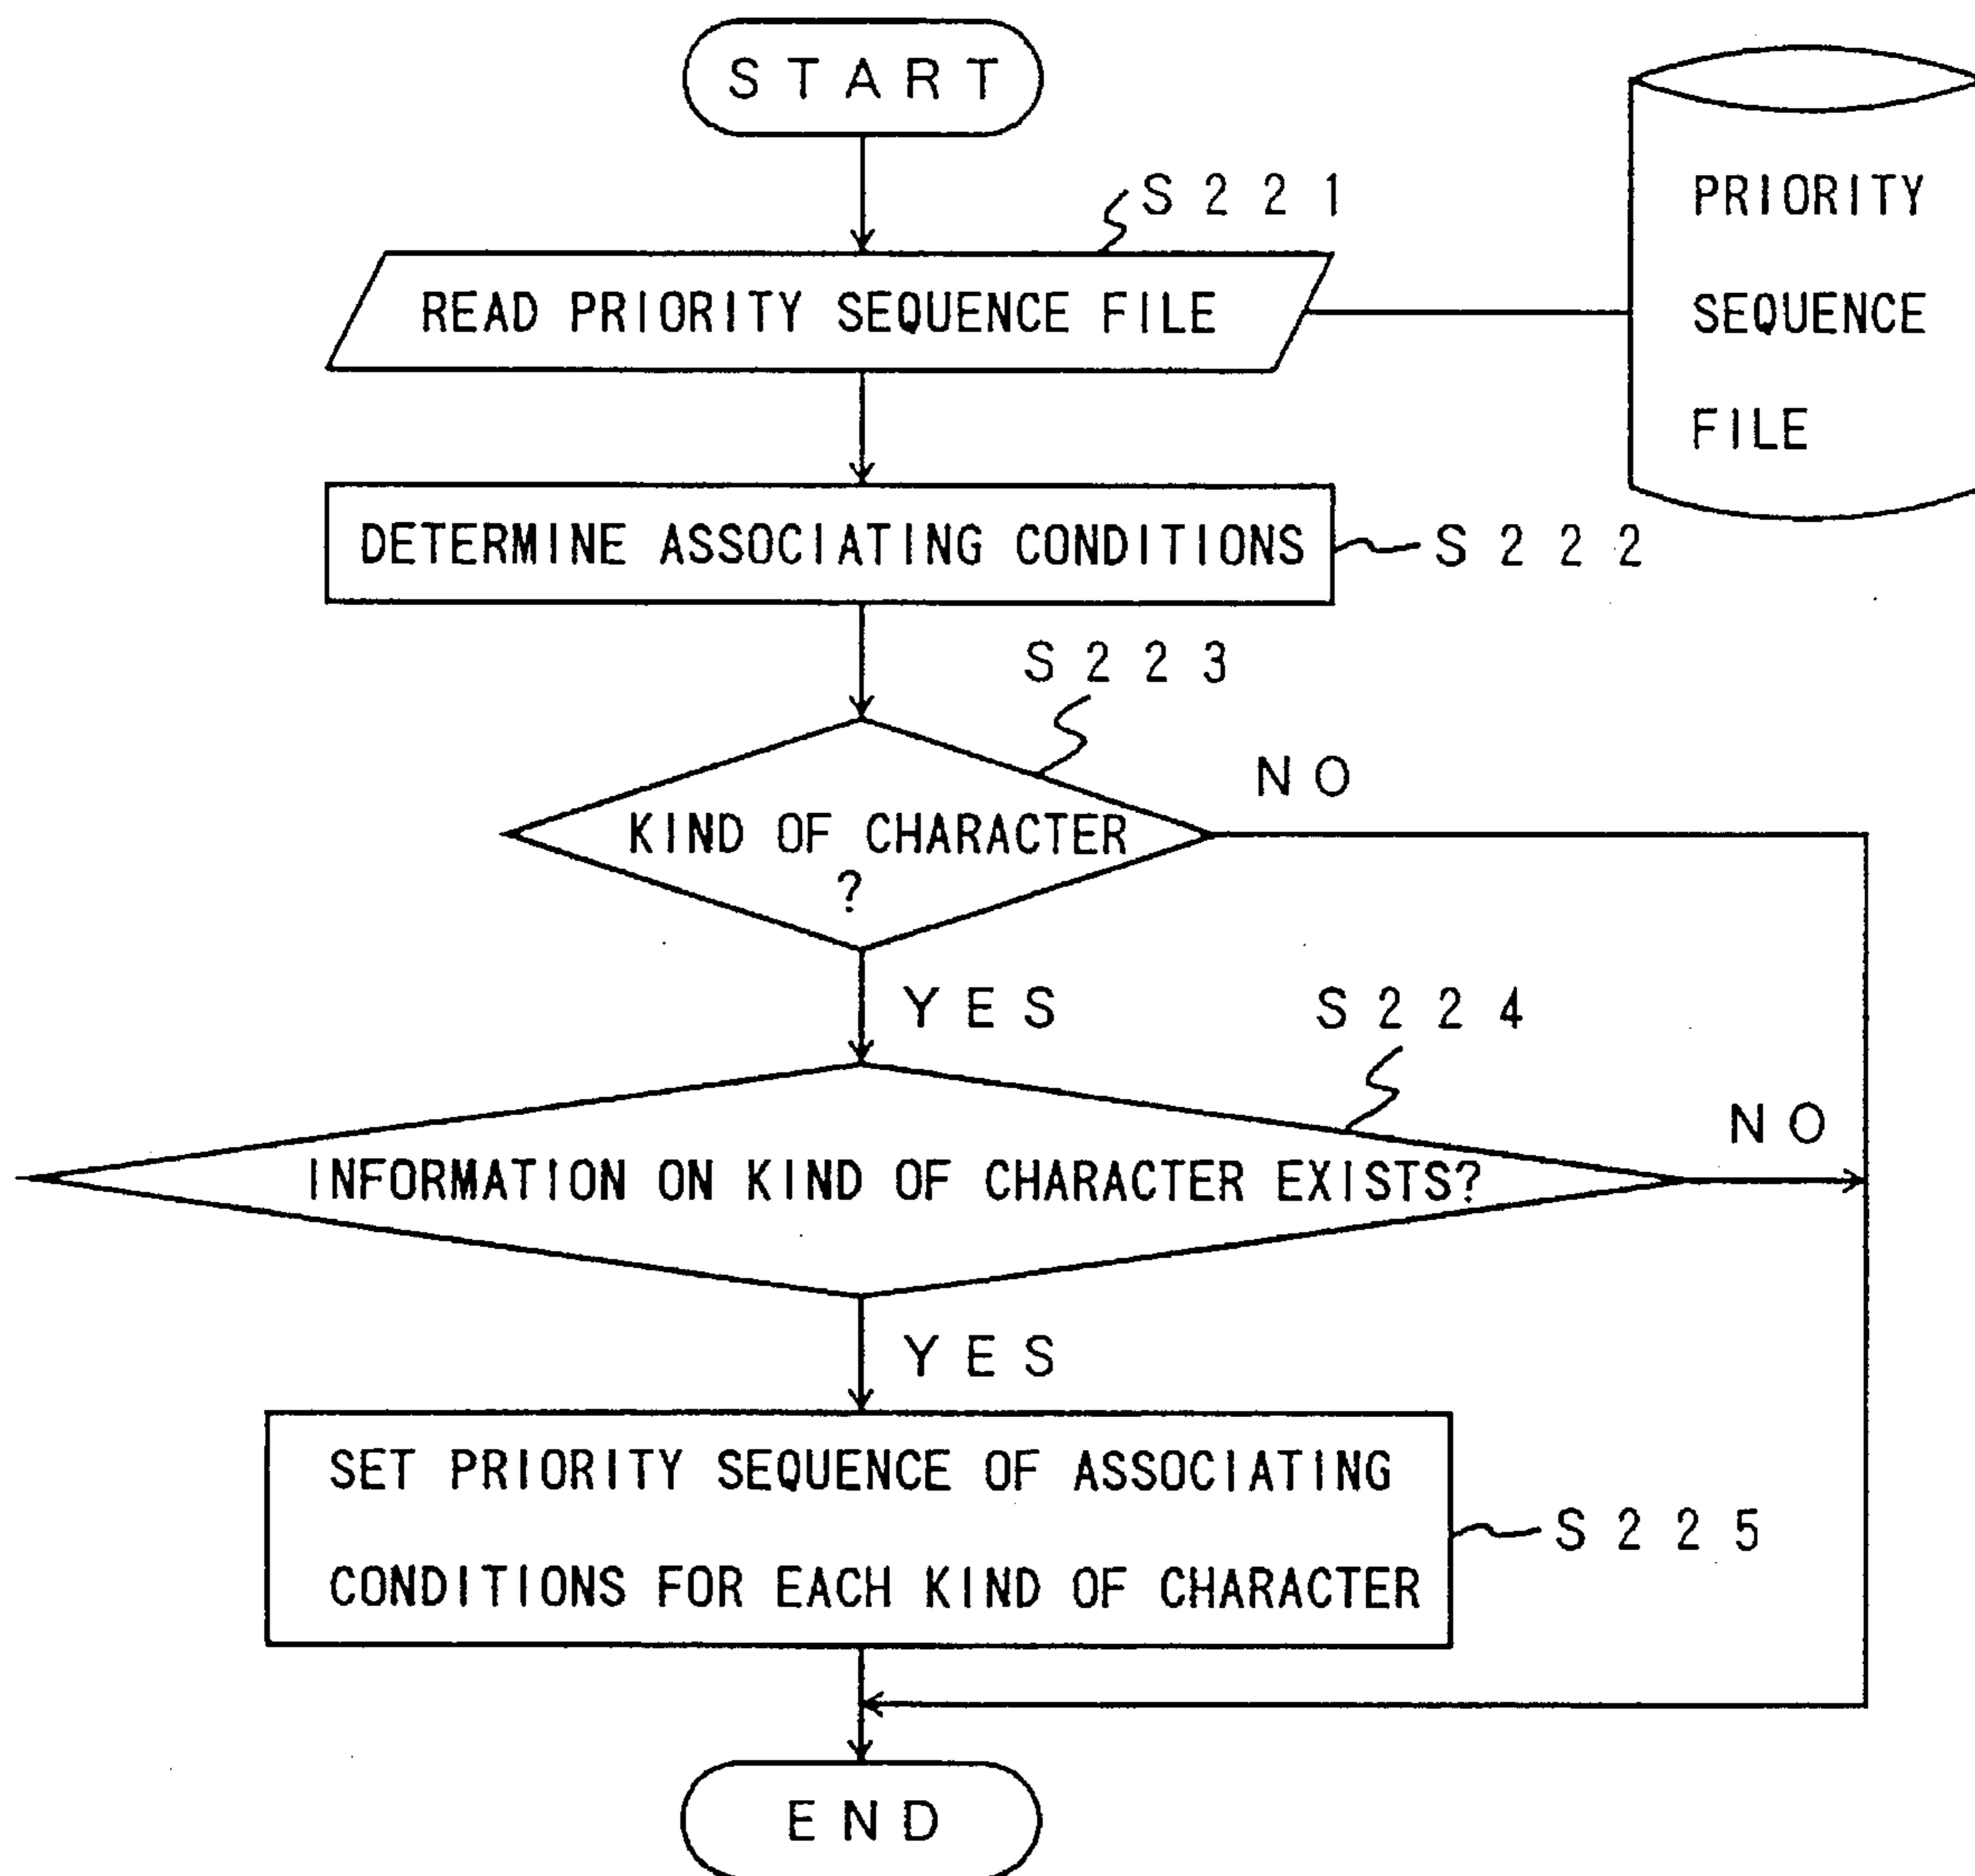 START
S221
READ PRIORITY SEQUENCE FILE
PRIORITY
SEQUENCE
FILE
DETERMINE ASSOCIATING CONDITIONS
S222
S223
KIND OF CHARACTER
?
NO
YES
S224
INFORMATION ON KIND OF CHARACTER EXISTS?
NO
YES
SET PRIORITY SEQUENCE OF ASSOCIATING
CONDITIONS FOR EACH KIND OF CHARACTER
S225
END